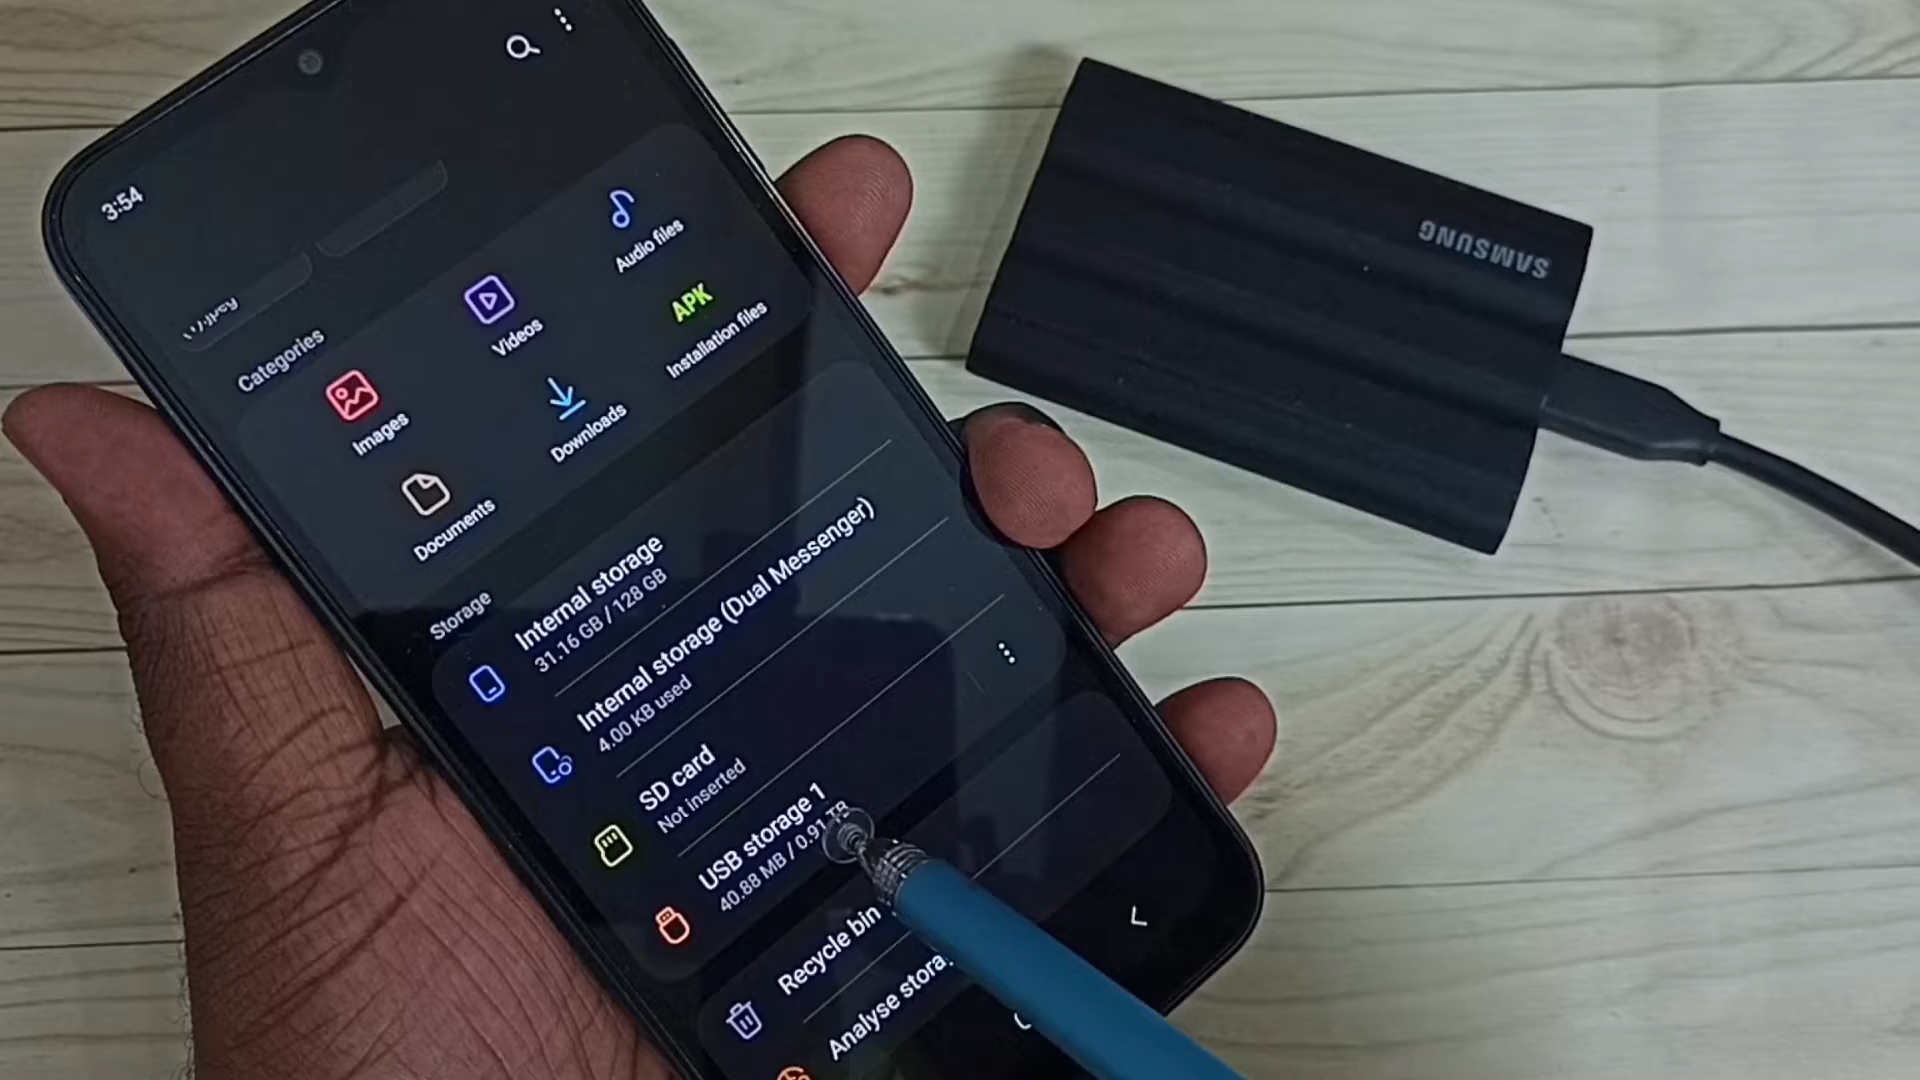 3:54
Categories
Images
Videos
Audio files
Documents
Downloads
APK
Installation files
Storage
Internal storage
31.16 GB / 128 GB
Internal storage (Dual Messenger)
4.00 KB used
SD card
Not inserted
USB storage 1
40.88 MB / 0.91 TB
Recycle bin
Analyse
SAMSUNG